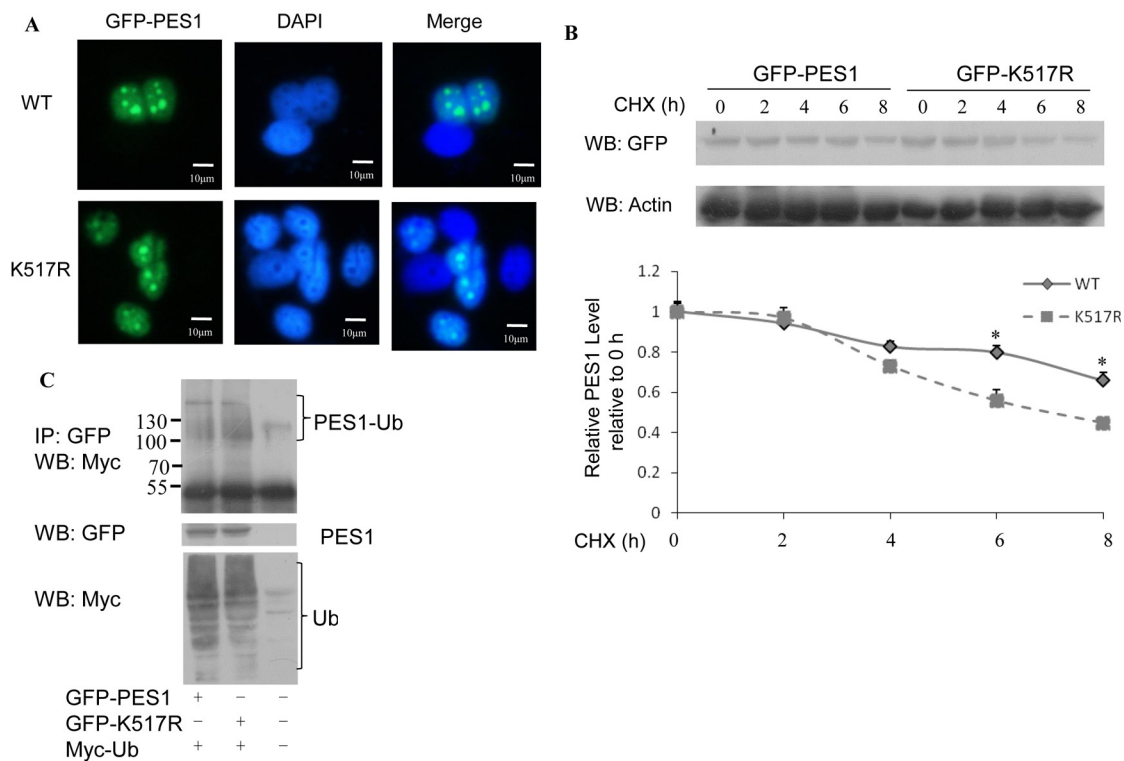 A
GFP-PES1 DAPI Merge
WT
10μm 10μm 10μm
K517R
10μm 10μm 10μm
B
GFP-PES1 GFP-K517R
CHX (h) 0 2 4 6 8 0 2 4 6 8
WB: GFP
WB: Actin
WT
K517R
Relative PES1 Level
relative to 0 h
1.2
1
0.8
0.6
0.4
0.2
0
* *
CHX (h) 0 2 4 6 8
C
IP: GFP
WB: Myc
130
100
70
55
PES1-Ub
WB: GFP PES1
WB: Myc Ub
GFP-PES1 + − −
GFP-K517R − + −
Myc-Ub + + −